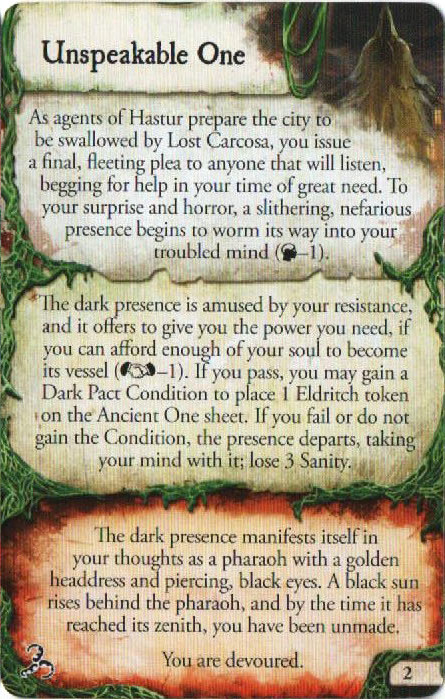 Unspeakable One
As agents of Hastur prepare the city to
be swallowed by Lost Carcosa, you issue
a final, fleeting plea to anyone that will listen,
begging for help in your time of great need. To
your surprise and horror, a slithering, nefarious
presence begins to worm its way into your
troubled mind (–1).
The dark presence is amused by your resistance,
and it offers to give you the power you need, if
you can afford enough of your soul to become
its vessel (–1). If you pass, you may gain a
Dark Pact Condition to place 1 Eldritch token
on the Ancient One sheet. If you fail or do not
gain the Condition, the presence departs, taking
your mind with it; lose 3 Sanity.
The dark presence manifests itself in
your thoughts as a pharaoh with a golden
headdress and piercing, black eyes. A black sun
rises behind the pharaoh, and by the time it has
reached its zenith, you have been unmade.
You are devoured.
2